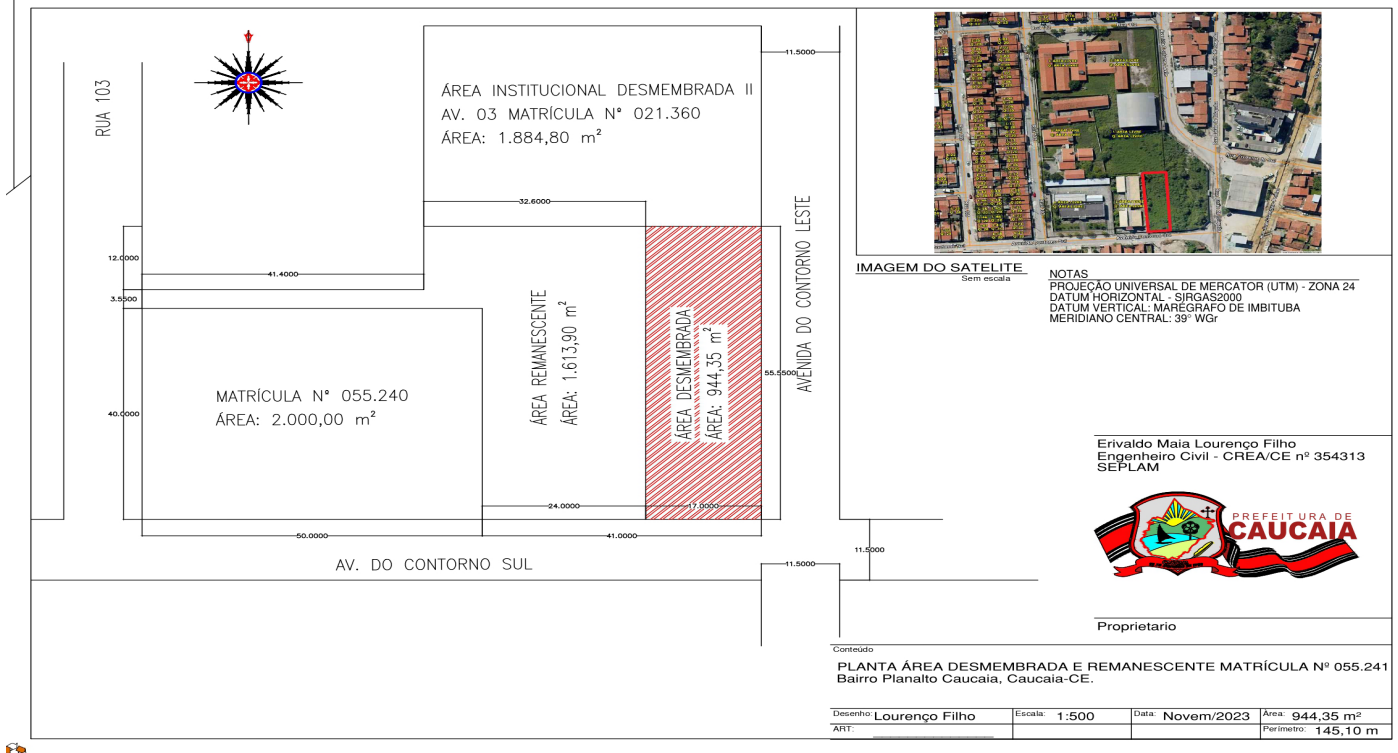 RUA 103
ÁREA INSTITUCIONAL DESMEMBRADA II
AV. 03 MATRÍCULA N° 021.360
ÁREA: 1.884,80 m²
11.5000
32.6000
12.0000
41.4000
3.5500
40.0000
MATRÍCULA N° 055.240
ÁREA: 2.000,00 m²
ÁREA REMANESCENTE
ÁREA: 1.613,90 m²
ÁREA DESMEMBRADA
ÁREA: 944,35 m²
55.5500
AVENIDA DO CONTORNO LESTE
24.0000
17.0000
50.0000
41.0000
AV. DO CONTORNO SUL
11.5000
11.5000
IMAGEM DO SATELITE
Sem escala
NOTAS
PROJEÇÃO UNIVERSAL DE MERCATOR (UTM) - ZONA 24
DATUM HORIZONTAL - SIRGAS2000
DATUM VERTICAL: MARÉGRAFO DE IMBITUBA
MERIDIANO CENTRAL: 39° WGr
Erivaldo Maia Lourenço Filho
Engenheiro Civil - CREA/CE nº 354313
SEPLAM
PREFEITURA DE
CAUCAIA
Proprietario
Conteúdo
PLANTA ÁREA DESMEMBRADA E REMANESCENTE MATRÍCULA Nº 055.241
Bairro Planalto Caucaia, Caucaia-CE.
Desenho: Lourenço Filho
Escala: 1:500
Data: Novem/2023
Área: 944,35 m²
ART:
Perímetro: 145,10 m